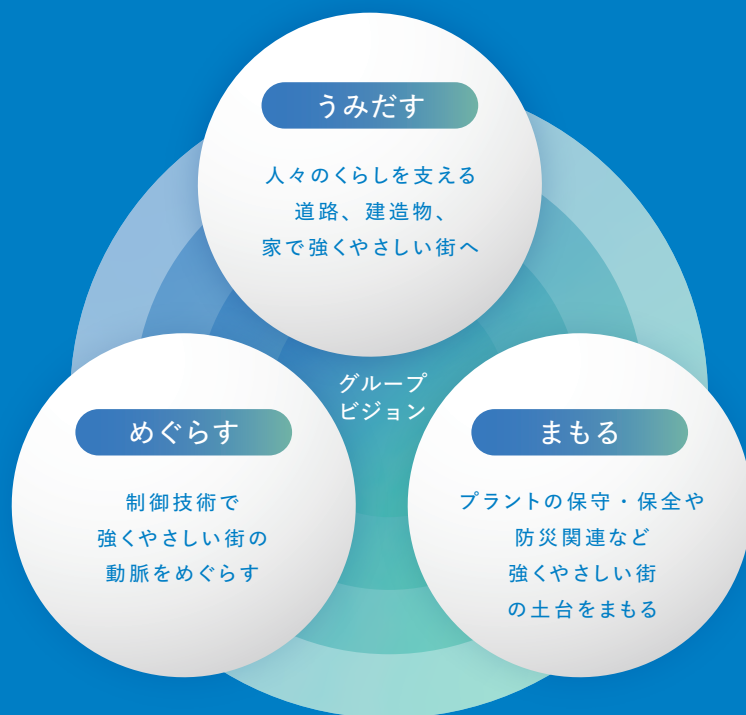 うみだす
人々のくらしを支える
道路、建造物、
家で強くやさしい街へ
グループ
ビジョン
めぐらす
制御技術で
強くやさしい街の
動脈をめぐらす
まもる
プラントの保守・保全や
防災関連など
強くやさしい街
の土台をまもる